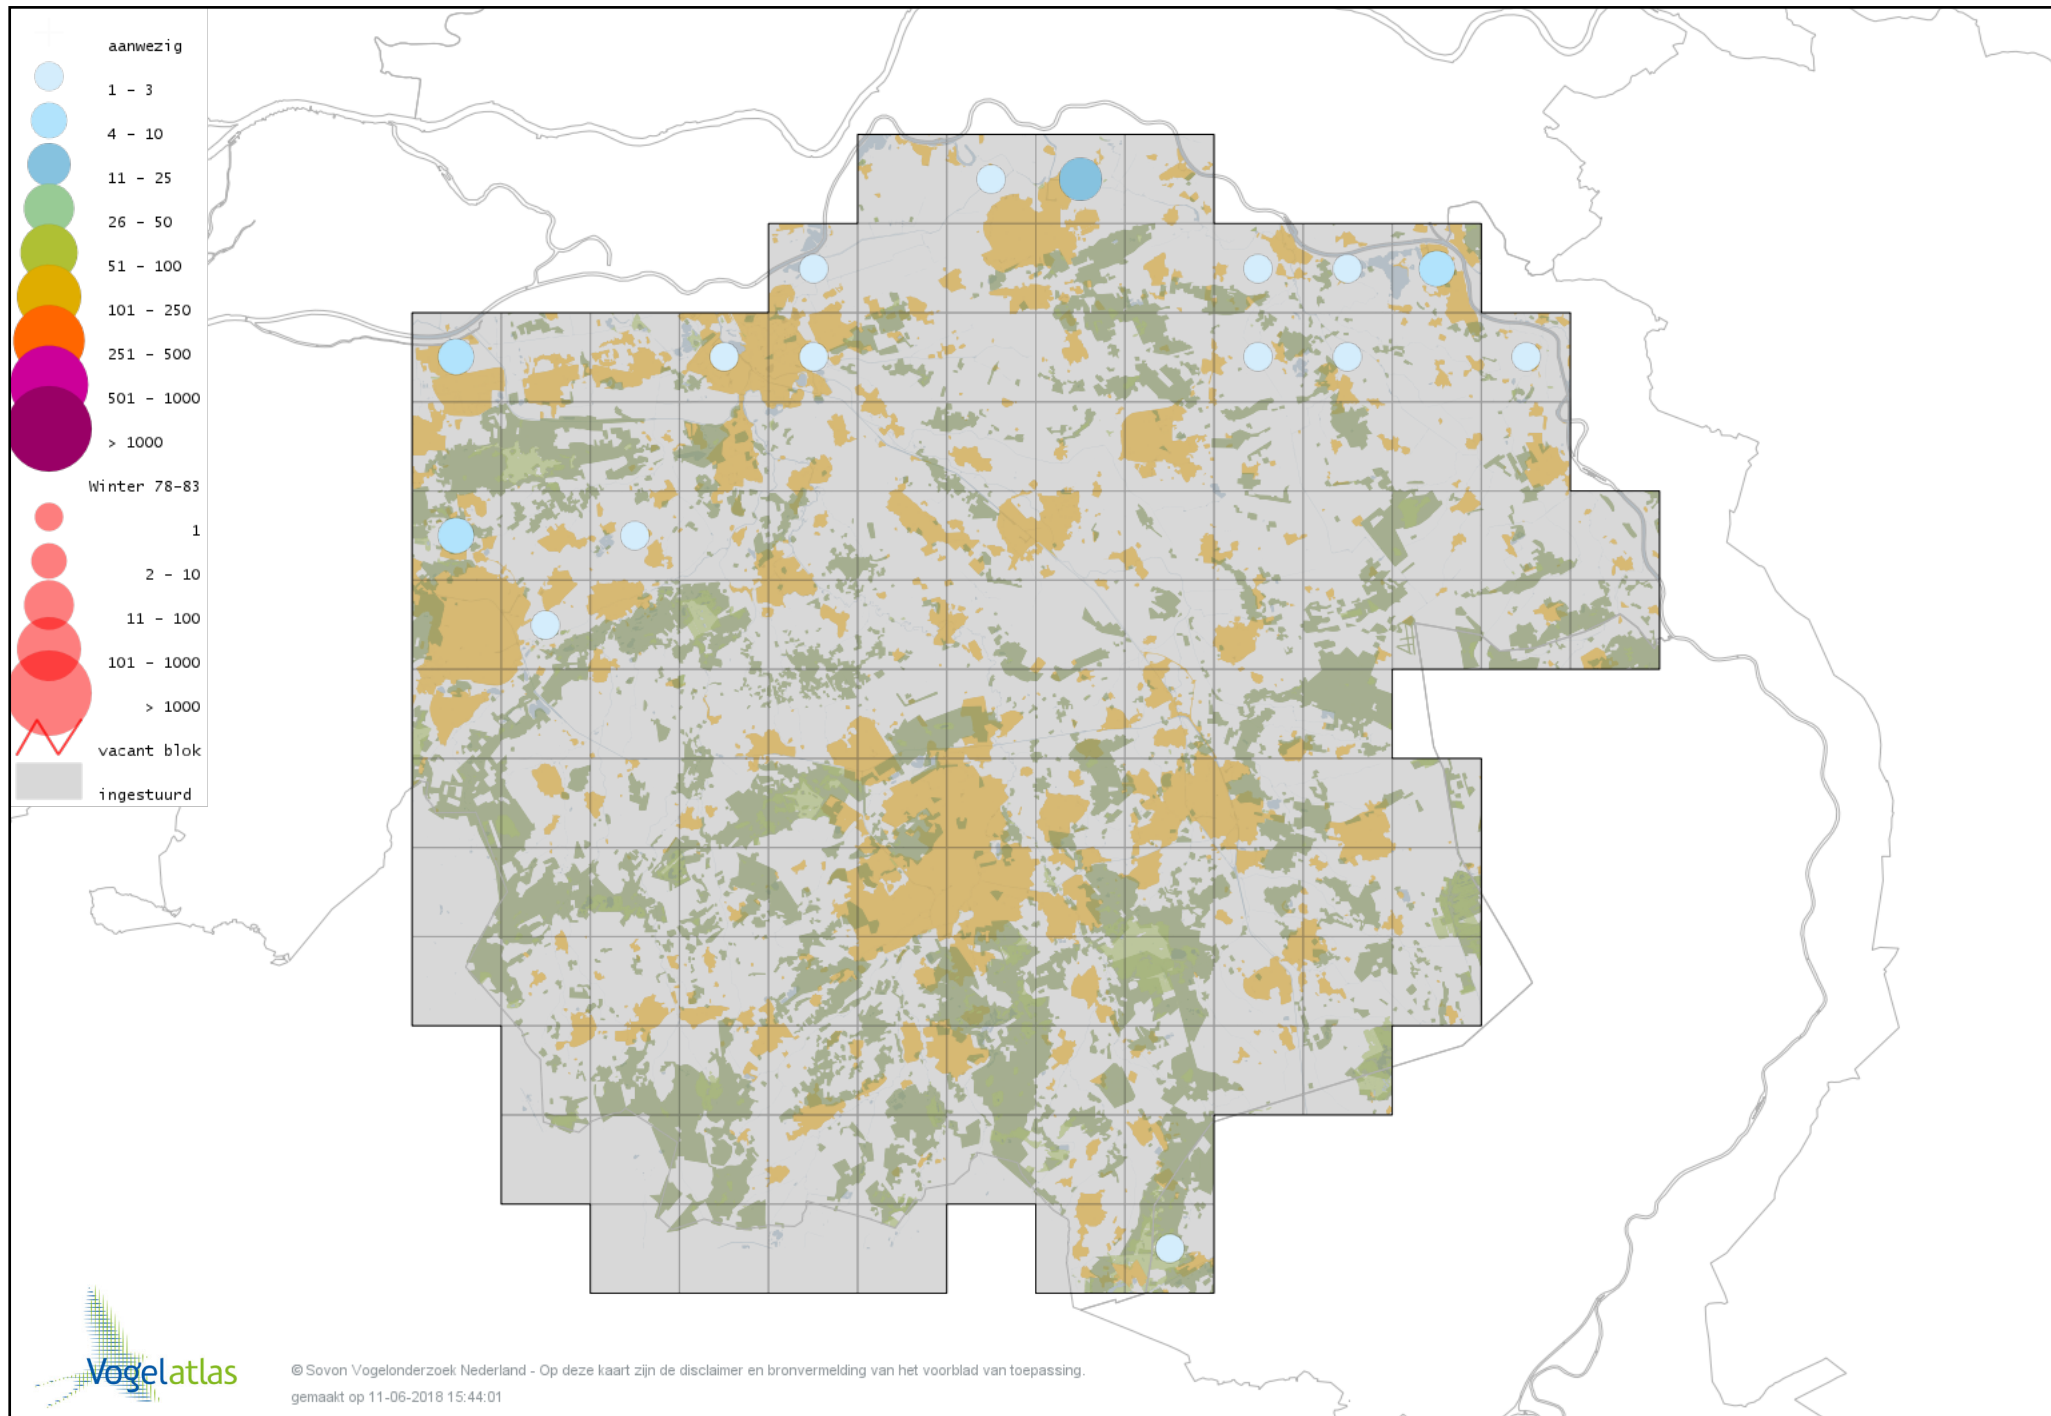 aanwezig
1 - 3
4 - 10
11 - 25
26 - 50
51 - 100
101 - 250
251 - 500
501 - 1000
> 1000
Winter 78-83
1
2 - 10
11 - 100
101 - 1000
> 1000
vacant blok
ingestuurd
Vogelatlas
© Sovon Vogelonderzoek Nederland - Op deze kaart zijn de disclaimer en bronvermelding van het voorblad van toepassing.
gemaakt op 11-06-2018 15:44:01